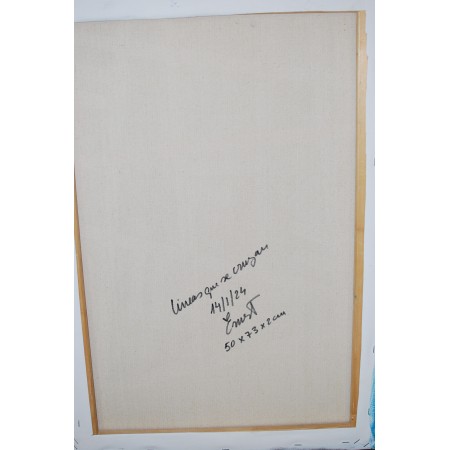 Lineas que se cruzan
14/1/24
Ernest
50 x 73 x 2 cm